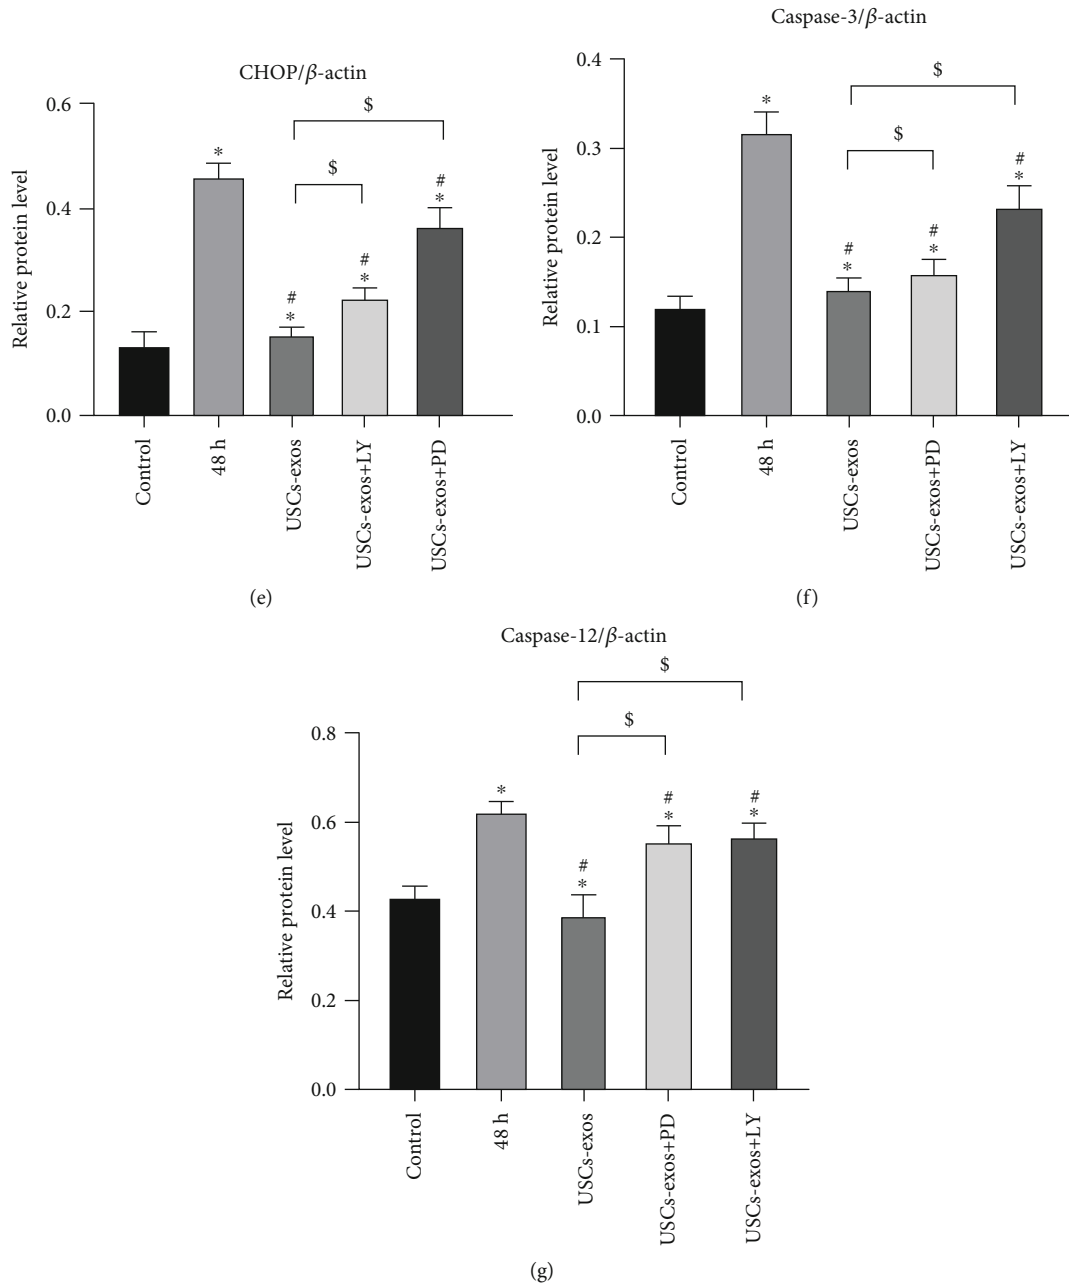 CHOP/β-actin
Relative protein level
0.6
0.4
0.2
0.0
*
# *
# *
# *
$
$
Control
48 h
USCs-exos
USCs-exos+LY
USCs-exos+PD
(e)
Caspase-3/β-actin
Relative protein level
0.4
0.3
0.2
0.1
0.0
*
# *
# *
# *
$
$
Control
48 h
USCs-exos
USCs-exos+PD
USCs-exos+LY
(f)
Caspase-12/β-actin
Relative protein level
0.8
0.6
0.4
0.2
0.0
*
# *
# *
# *
$
$
Control
48 h
USCs-exos
USCs-exos+PD
USCs-exos+LY
(g)